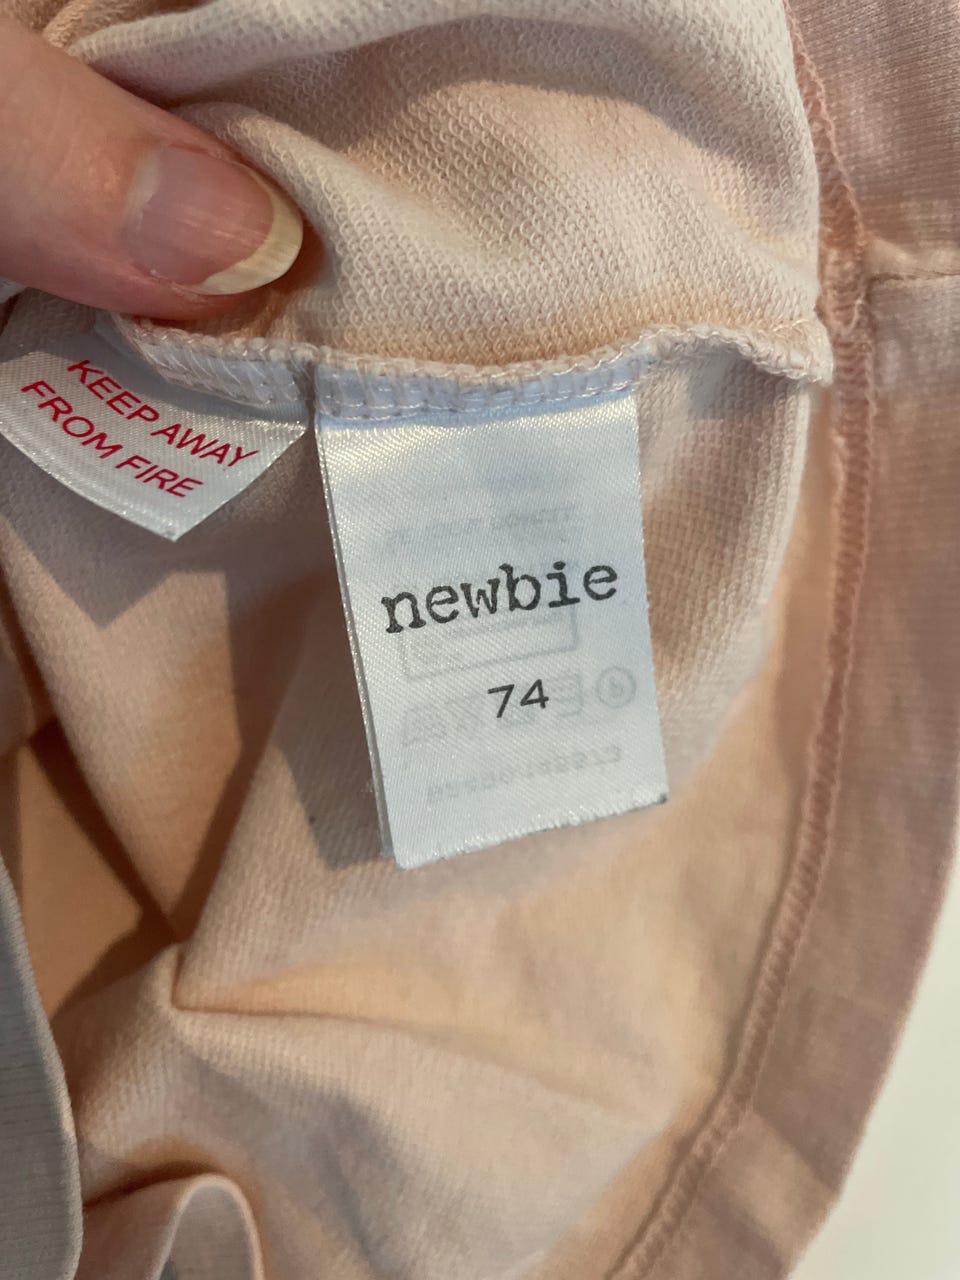 KEEP AWAY
FROM FIRE
newbie
74